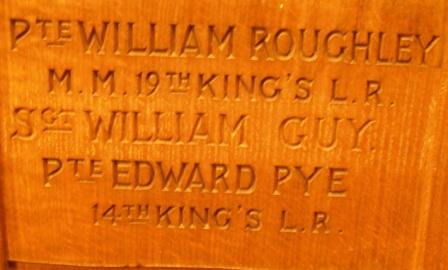 PTE WILLIAM ROUGHLEY
M.M. 19TH KING'S L.R.
SGT WILLIAM GUY.
PTE EDWARD PYE
14TH KING'S L.R.